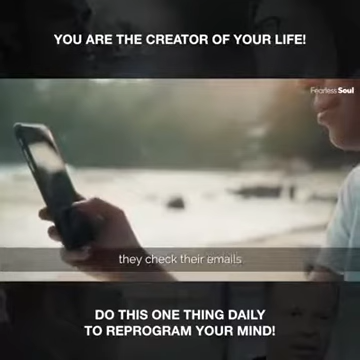 YOU ARE THE CREATOR OF YOUR LIFE!
Fearless Soul
they check their emails
DO THIS ONE THING DAILY
TO REPROGRAM YOUR MIND!